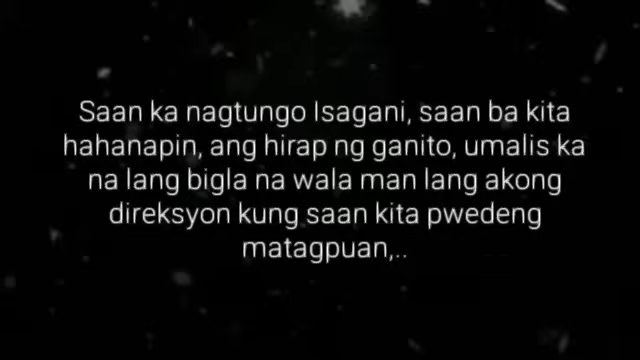 Saan ka nagtungo Isagani, saan ba kita
hahanapin, ang hirap ng ganito, umalis ka
na lang bigla na wala man lang akong
direksyon kung saan kita pwedeng
matagpuan,..